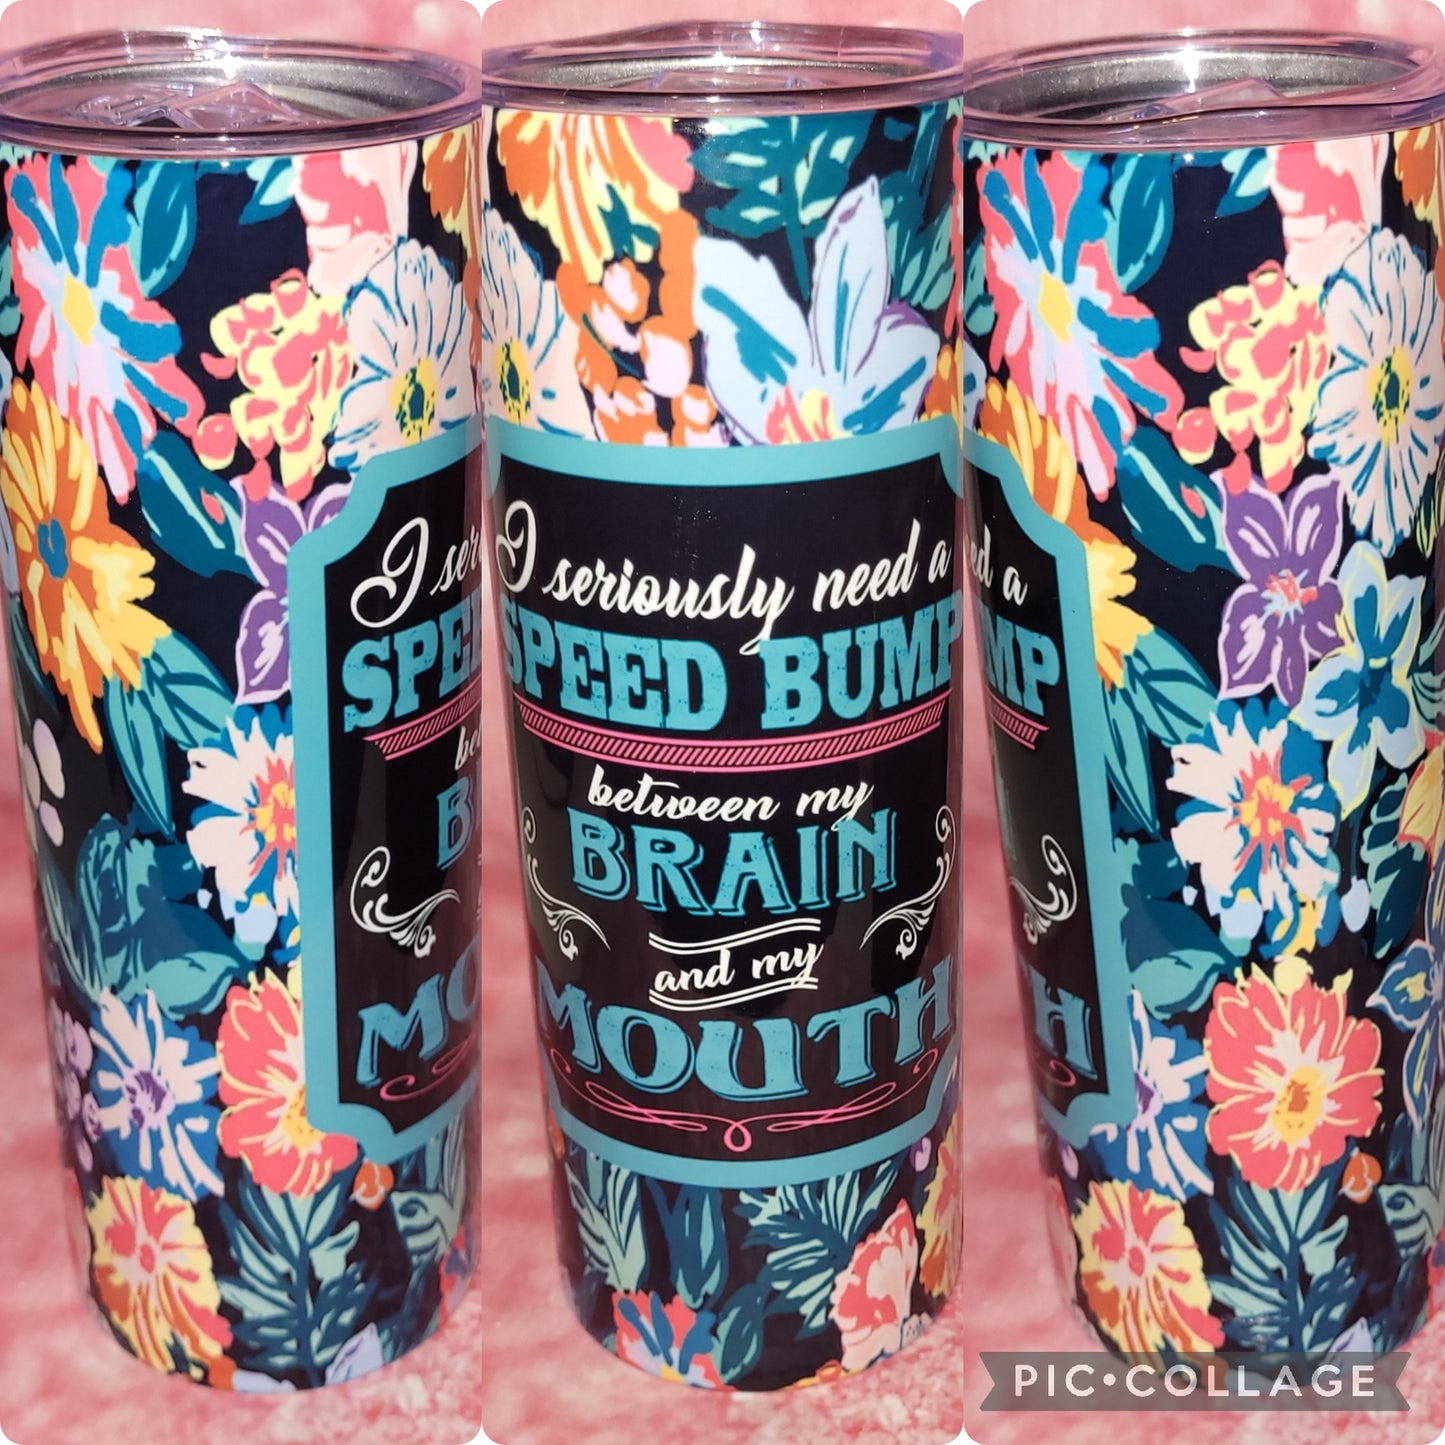 I seriously need a
SPEED BUMP
between my
BRAIN
and my
MOUTH
PIC•COLLAGE